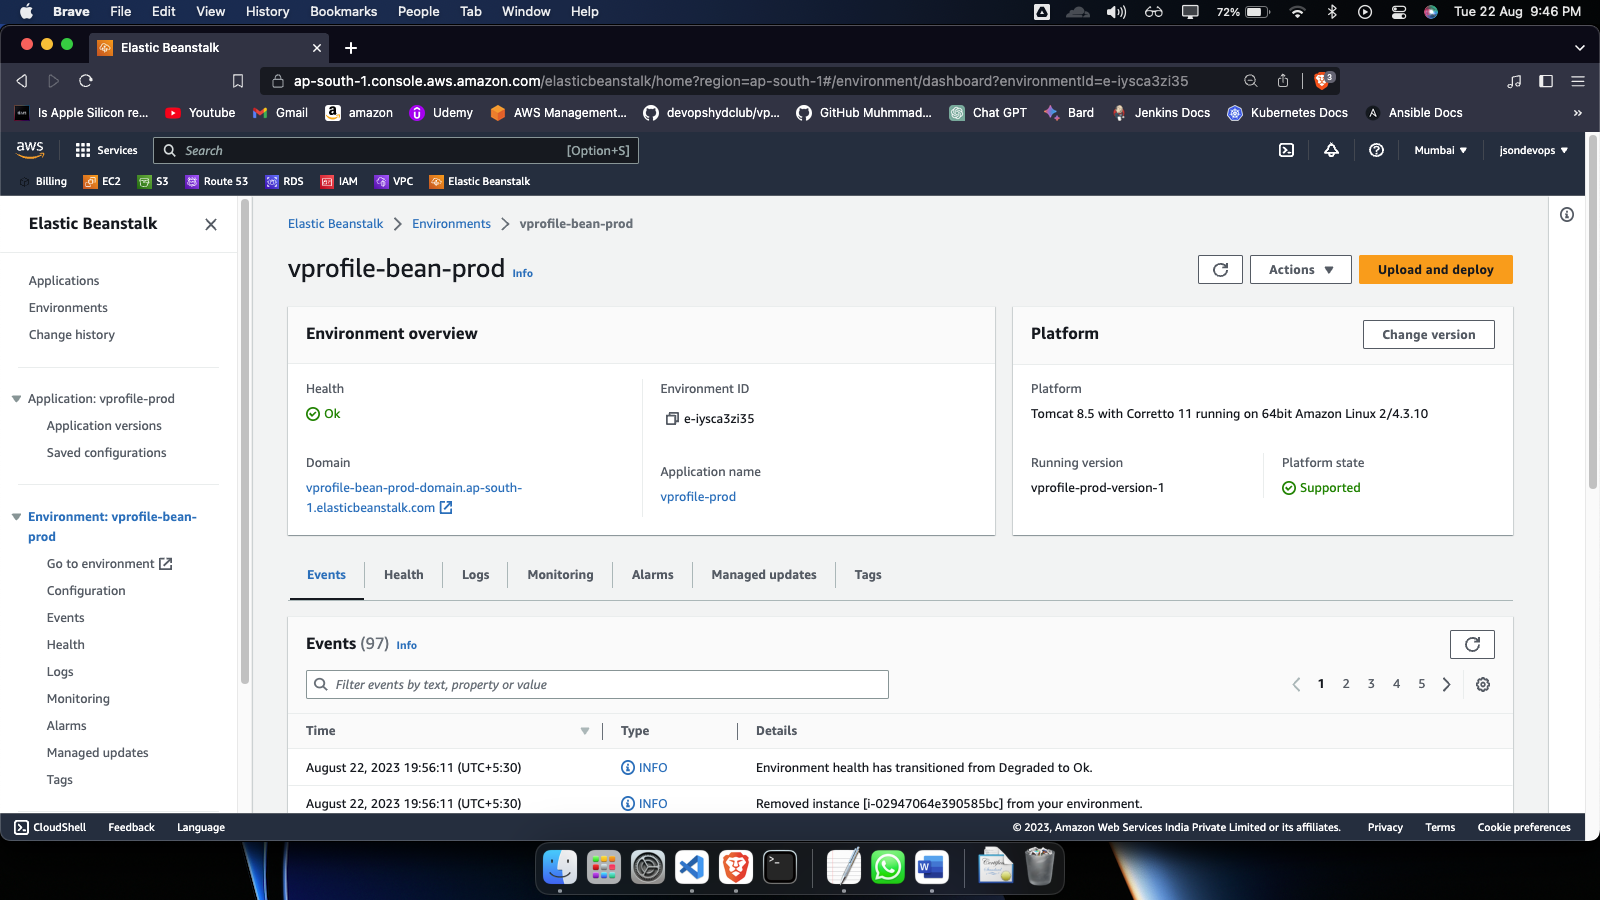 Brave File Edit View History Bookmarks People Tab Window Help 72% Tue 22 Aug 9:46 PM
Elastic Beanstalk
ap-south-1.console.aws.amazon.com/elasticbeanstalk/home?region=ap-south-1#/environment/dashboard?environmentId=e-iysca3zi35 3
Is Apple Silicon re... Youtube Gmail amazon Udemy AWS Management... devopshydclub/vp... GitHub Muhmmad... Chat GPT Bard Jenkins Docs Kubernetes Docs Ansible Docs »
aws Services Search [Option+S] Mumbai jsondevops
Billing EC2 S3 Route 53 RDS IAM VPC Elastic Beanstalk
Elastic Beanstalk
Applications
Environments
Change history
Application: vprofile-prod
Application versions
Saved configurations
Environment: vprofile-bean-
prod
Go to environment
Configuration
Events
Health
Logs
Monitoring
Alarms
Managed updates
Tags
Elastic Beanstalk Environments vprofile-bean-prod
vprofile-bean-prod Info
Actions Upload and deploy
Environment overview
Health
Ok
Domain
vprofile-bean-prod-domain.ap-south-
1.elasticbeanstalk.com
Environment ID
e-iysca3zi35
Application name
vprofile-prod
Platform Change version
Platform
Tomcat 8.5 with Corretto 11 running on 64bit Amazon Linux 2/4.3.10
Running version
vprofile-prod-version-1
Platform state
Supported
Events Health Logs Monitoring Alarms Managed updates Tags
Events (97) Info
Filter events by text, property or value
1 2 3 4 5
Time Type Details
August 22, 2023 19:56:11 (UTC+5:30) INFO Environment health has transitioned from Degraded to Ok.
August 22, 2023 19:56:11 (UTC+5:30) INFO Removed instance [i-02947064e390585bc] from your environment.
CloudShell Feedback Language © 2023, Amazon Web Services India Private Limited or its affiliates. Privacy Terms Cookie preferences